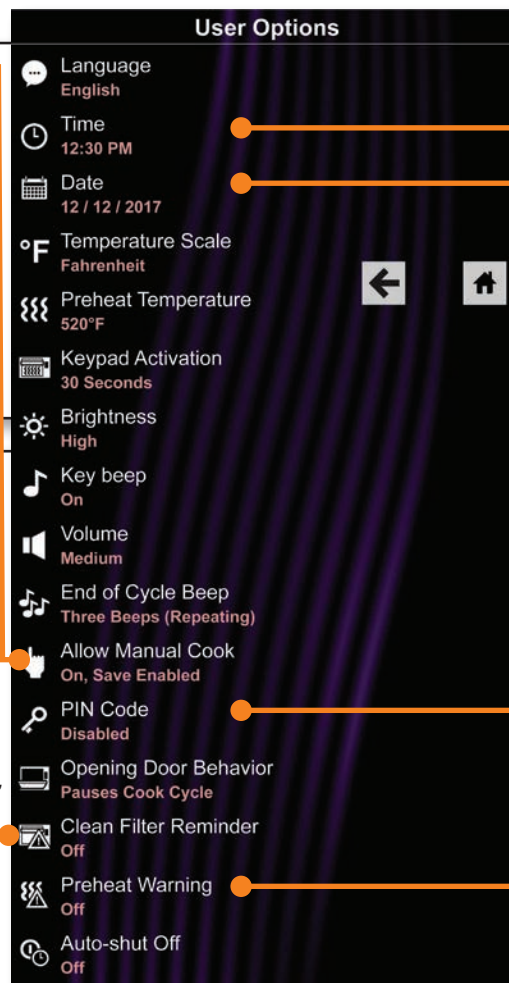 User Options
Language
English
Time
12:30 PM
Date
12 / 12 / 2017
°F Temperature Scale
Fahrenheit
Preheat Temperature
520°F
Keypad Activation
30 Seconds
Brightness
High
Key beep
On
Volume
Medium
End of Cycle Beep
Three Beeps (Repeating)
Allow Manual Cook
On, Save Enabled
PIN Code
Disabled
Opening Door Behavior
Pauses Cook Cycle
Clean Filter Reminder
Off
Preheat Warning
Off
Auto-shut Off
Off